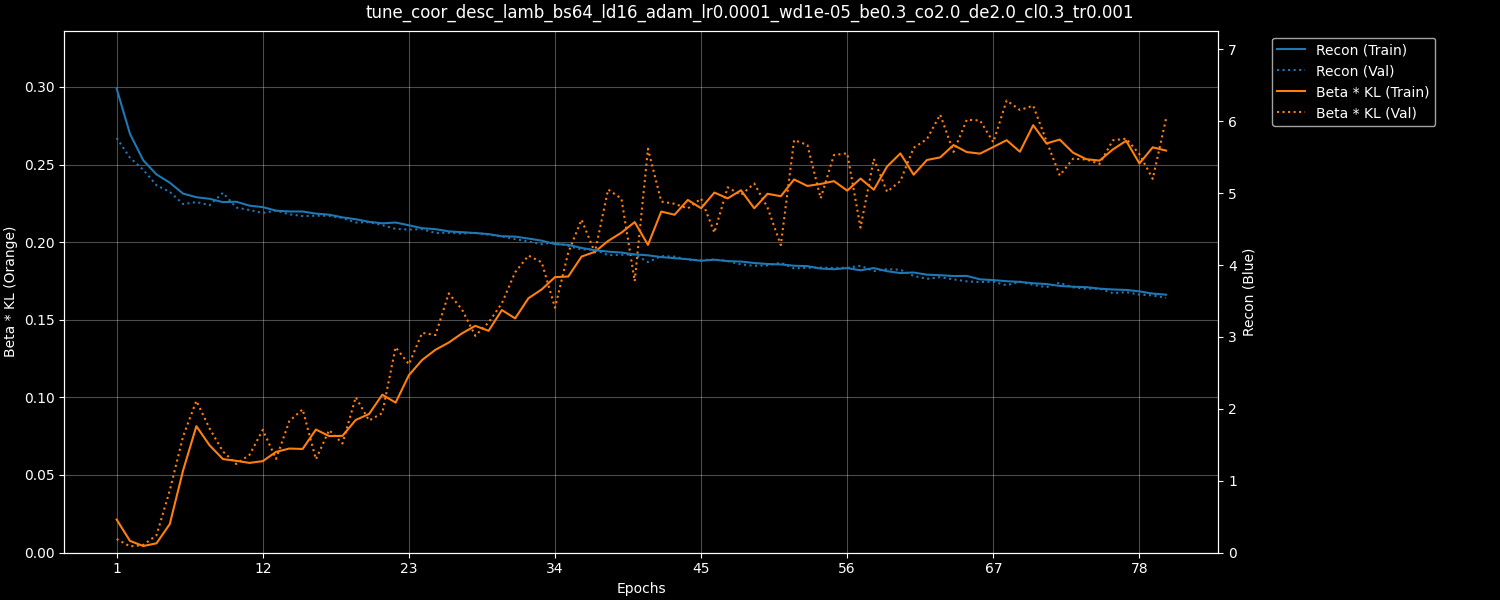 tune_coor_desc_lamb_bs64_ld16_adam_lr0.0001_wd1e-05_be0.3_co2.0_de2.0_cl0.3_tr0.001
Beta * KL (Orange)
0.30
0.25
0.20
0.15
0.10
0.05
0.00
1 12 23 34 45 56 67 78
Epochs
7
6
5
4
3
2
1
0
Recon (Blue)
Recon (Train)
Recon (Val)
Beta * KL (Train)
Beta * KL (Val)